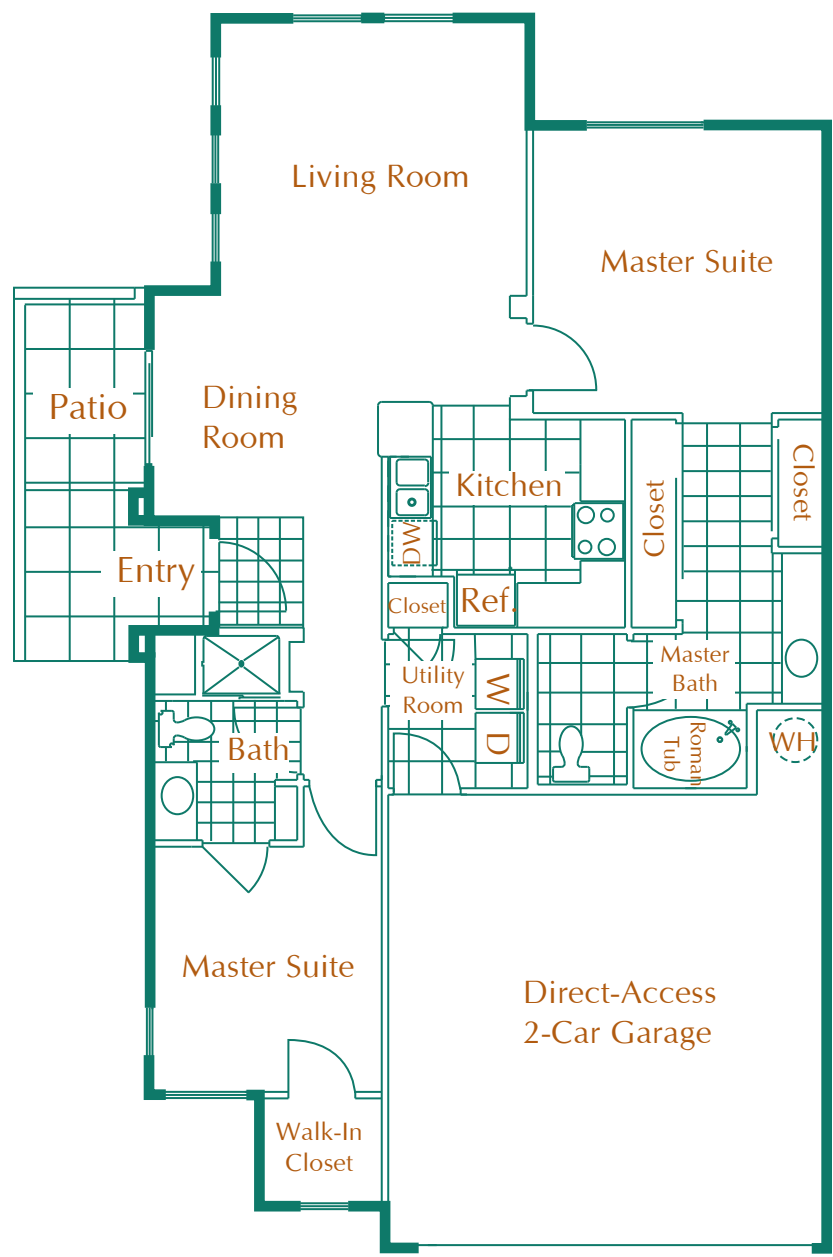 Living Room
Master Suite
Patio
Dining
Room
Kitchen
Closet
Closet
DW
Entry
Closet
Ref.
Utility
Room
W
D
Master
Bath
Roman
Tub
WH
Bath
Master Suite
Direct-Access
2-Car Garage
Walk-In
Closet